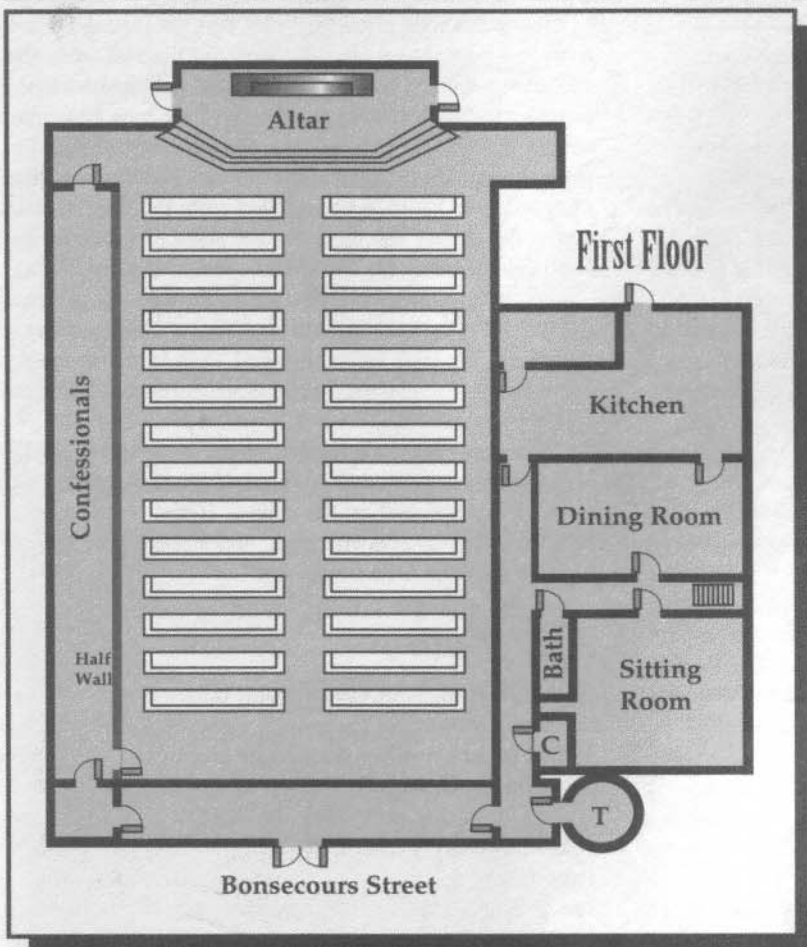 Altar
First Floor
Kitchen
Confessionals
Dining Room
Half
Wall
Bath
Sitting
Room
C
T
Bonsecours Street